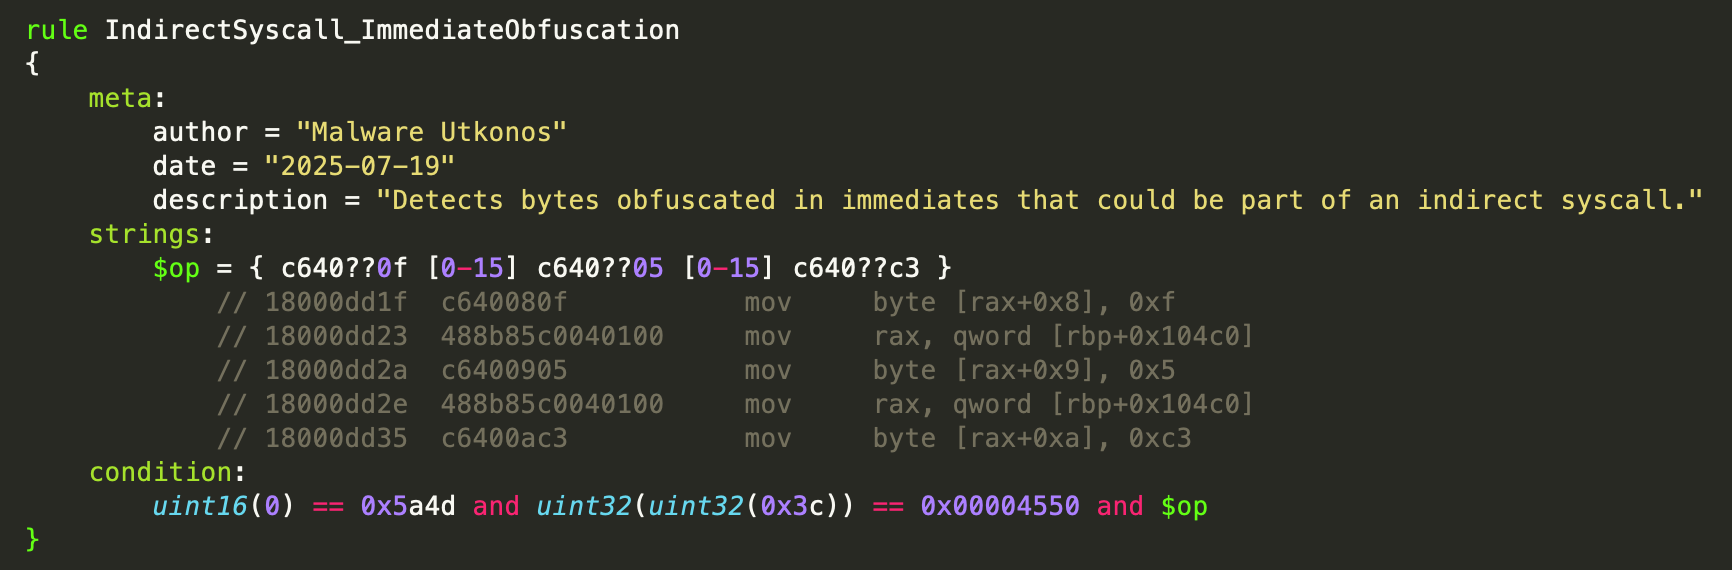 rule IndirectSyscall_ImmediateObfuscation
{
    meta:
        author = "Malware Utkonos"
        date = "2025-07-19"
        description = "Detects bytes obfuscated in immediates that could be part of an indirect syscall."
    strings:
        $op = { c640??0f [0-15] c640??05 [0-15] c640??c3 }
            // 18000dd1f  c640080f           mov     byte [rax+0x8], 0xf
            // 18000dd23  488b85c0040100     mov     rax, qword [rbp+0x104c0]
            // 18000dd2a  c6400905           mov     byte [rax+0x9], 0x5
            // 18000dd2e  488b85c0040100     mov     rax, qword [rbp+0x104c0]
            // 18000dd35  c6400ac3           mov     byte [rax+0xa], 0xc3
    condition:
        uint16(0) == 0x5a4d and uint32(uint32(0x3c)) == 0x00004550 and $op
}